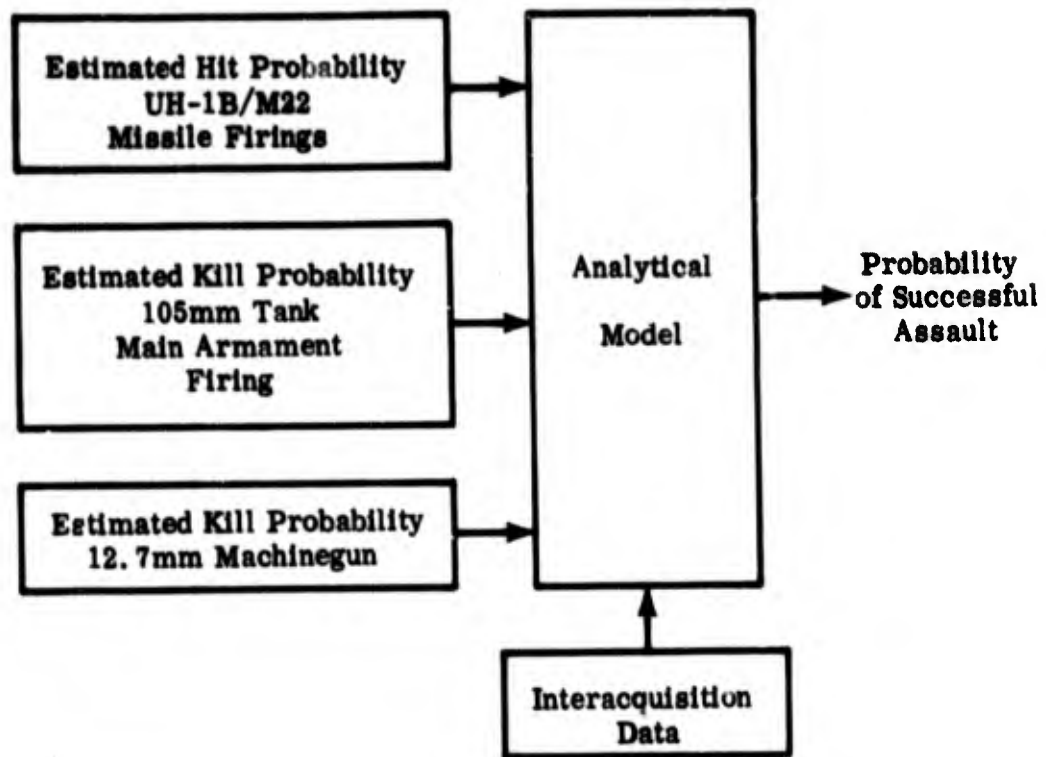 Estimated Hit Probability
UH-1B/M22
Missile Firings
Estimated Kill Probability
105mm Tank
Main Armament
Firing
Estimated Kill Probability
12.7mm Machinegun
Analytical
Model
Probability
of Successful
Assault
Interacquisition
Data